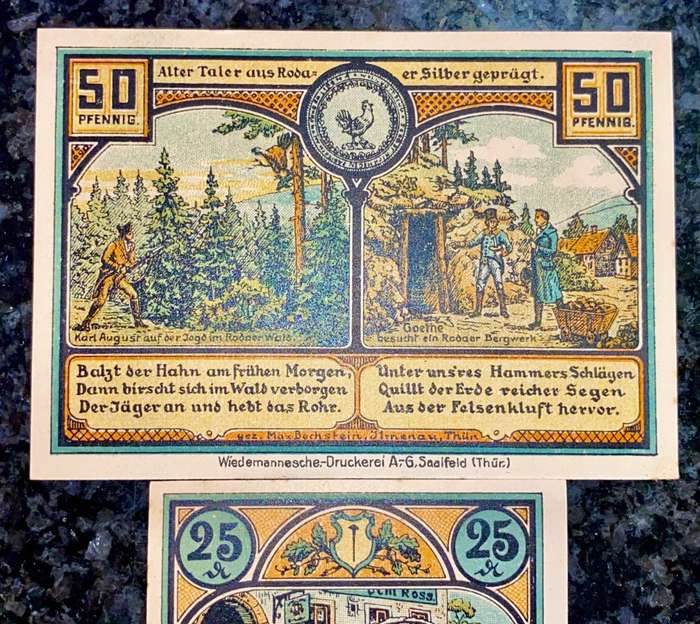 50
PFENNIG.
Alter Taler aus Roda-
er Silber geprägt.
50
PFENNIG.
Karl August auf der Jagd im Rodaer Wald.
Goethe
besucht ein Rodaer Bergwerk.
Balzt der Hahn am frühen Morgen,
Dann birscht sich im Wald verborgen
Der Jäger an und hebt das Rohr.
Unter uns'res Hammers Schlägen
Quillt der Erde reicher Segen
Aus der Felsenkluft hervor.
gez. Max Bechstein, Jlmenau, Thür.
Wiedemannsche-Druckerei A.-G. Saalfeld (Thür.)
25
25
Ross